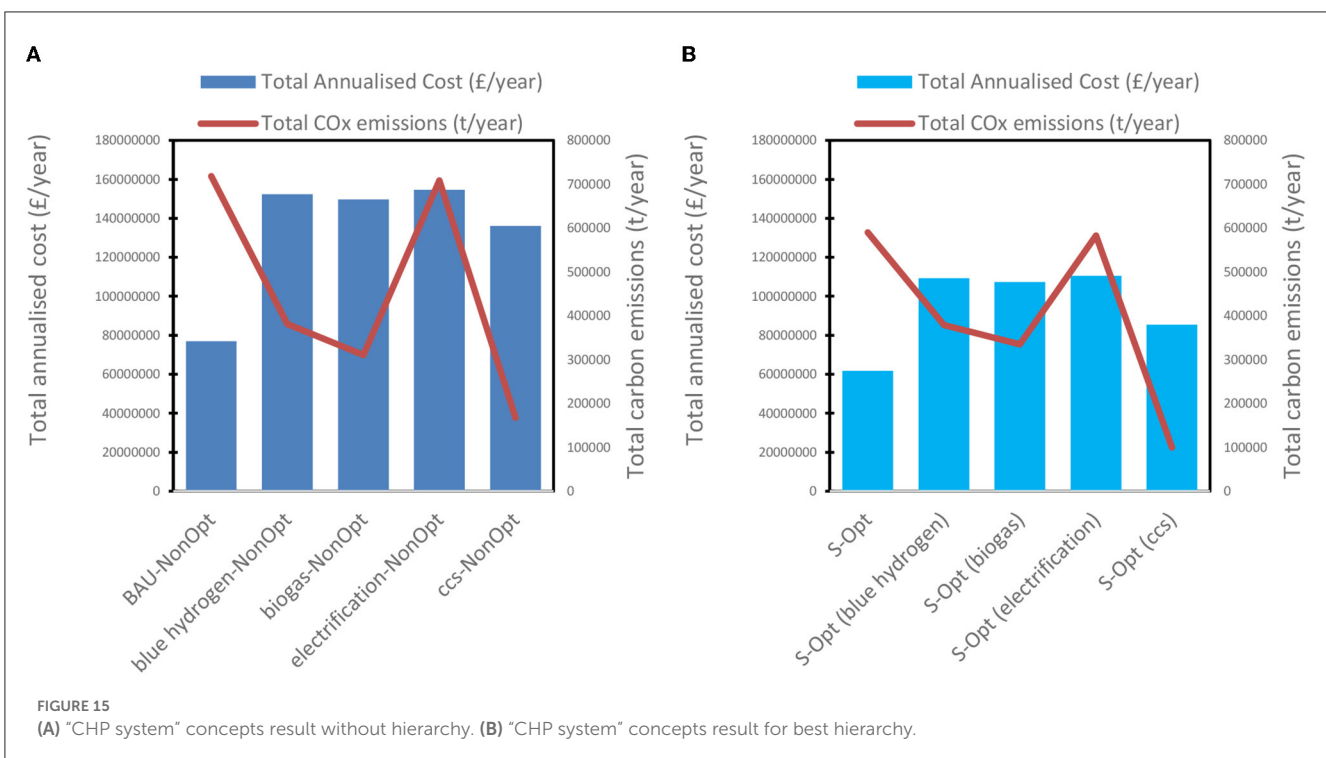 A
Total Annualised Cost (£/year)
Total COx emissions (t/year)
Total annualised cost (£/year)
180000000
160000000
140000000
120000000
100000000
80000000
60000000
40000000
20000000
0
800000
700000
600000
500000
400000
300000
200000
100000
0
Total carbon emissions (t/year)
BAU-NonOpt
blue hydrogen-NonOpt
biogas-NonOpt
electrification-NonOpt
ccs-NonOpt
B
Total Annualised Cost (£/year)
Total COx emissions (t/year)
Total annualised cost (£/year)
180000000
160000000
140000000
120000000
100000000
80000000
60000000
40000000
20000000
0
800000
700000
600000
500000
400000
300000
200000
100000
0
Total carbon emissions (t/year)
S-Opt
S-Opt (blue hydrogen)
S-Opt (biogas)
S-Opt (electrification)
S-Opt (ccs)
FIGURE 15
(A) “CHP system” concepts result without hierarchy. (B) “CHP system” concepts result for best hierarchy.